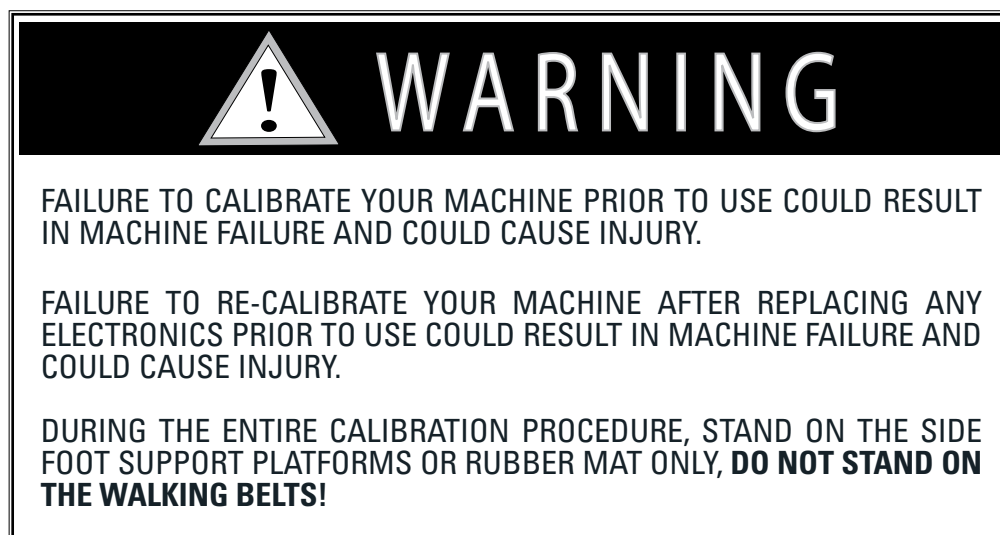 WARNING
FAILURE TO CALIBRATE YOUR MACHINE PRIOR TO USE COULD RESULT
IN MACHINE FAILURE AND COULD CAUSE INJURY.
FAILURE TO RE-CALIBRATE YOUR MACHINE AFTER REPLACING ANY
ELECTRONICS PRIOR TO USE COULD RESULT IN MACHINE FAILURE AND
COULD CAUSE INJURY.
DURING THE ENTIRE CALIBRATION PROCEDURE, STAND ON THE SIDE
FOOT SUPPORT PLATFORMS OR RUBBER MAT ONLY, DO NOT STAND ON
THE WALKING BELTS!